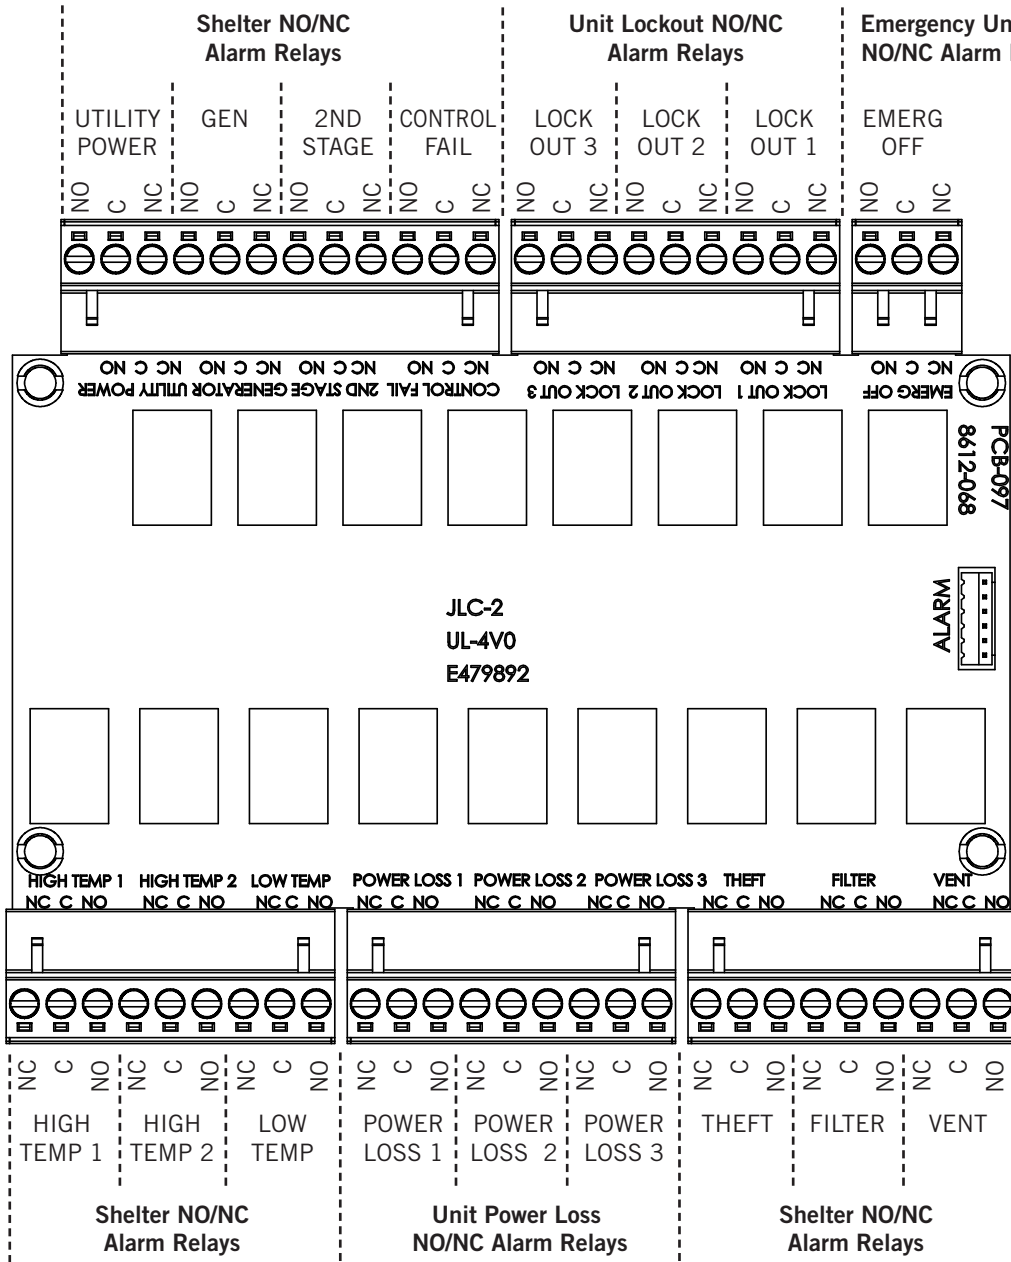 Shelter NO/NC
Alarm Relays
Unit Lockout NO/NC
Alarm Relays
Emergency Un
NO/NC Alarm
UTILITY
POWER
GEN
2ND
STAGE
CONTROL
FAIL
LOCK
OUT 3
LOCK
OUT 2
LOCK
OUT 1
EMERG
OFF
NO C NC NO C NC NO C NC NO C NC NO C NC NO C NC NO C NC NO C NC
NO C NC NO C NC NO C NC NO C NC NO C NC NO C NC NO C NC NO C NC
UTILITY POWER
GENERATOR
2ND STAGE
CONTROL FAIL
LOCK OUT 3
LOCK OUT 2
LOCK OUT 1
EMERG OFF
PCB-097
8612-068
JLC-2
UL-4V0
E479892
ALARM
HIGH TEMP 1 HIGH TEMP 2 LOW TEMP POWER LOSS 1 POWER LOSS 2 POWER LOSS 3 THEFT FILTER VENT
NC C NO NC C NO NC C NO NC C NO NC C NO NC C NO NC C NO NC C NO NC C NO
NC C NO NC C NO NC C NO NC C NO NC C NO NC C NO NC C NO NC C NO NC C NO
HIGH
TEMP 1
HIGH
TEMP 2
LOW
TEMP
POWER
LOSS 1
POWER
LOSS 2
POWER
LOSS 3
THEFT
FILTER
VENT
Shelter NO/NC
Alarm Relays
Unit Power Loss
NO/NC Alarm Relays
Shelter NO/NC
Alarm Relays